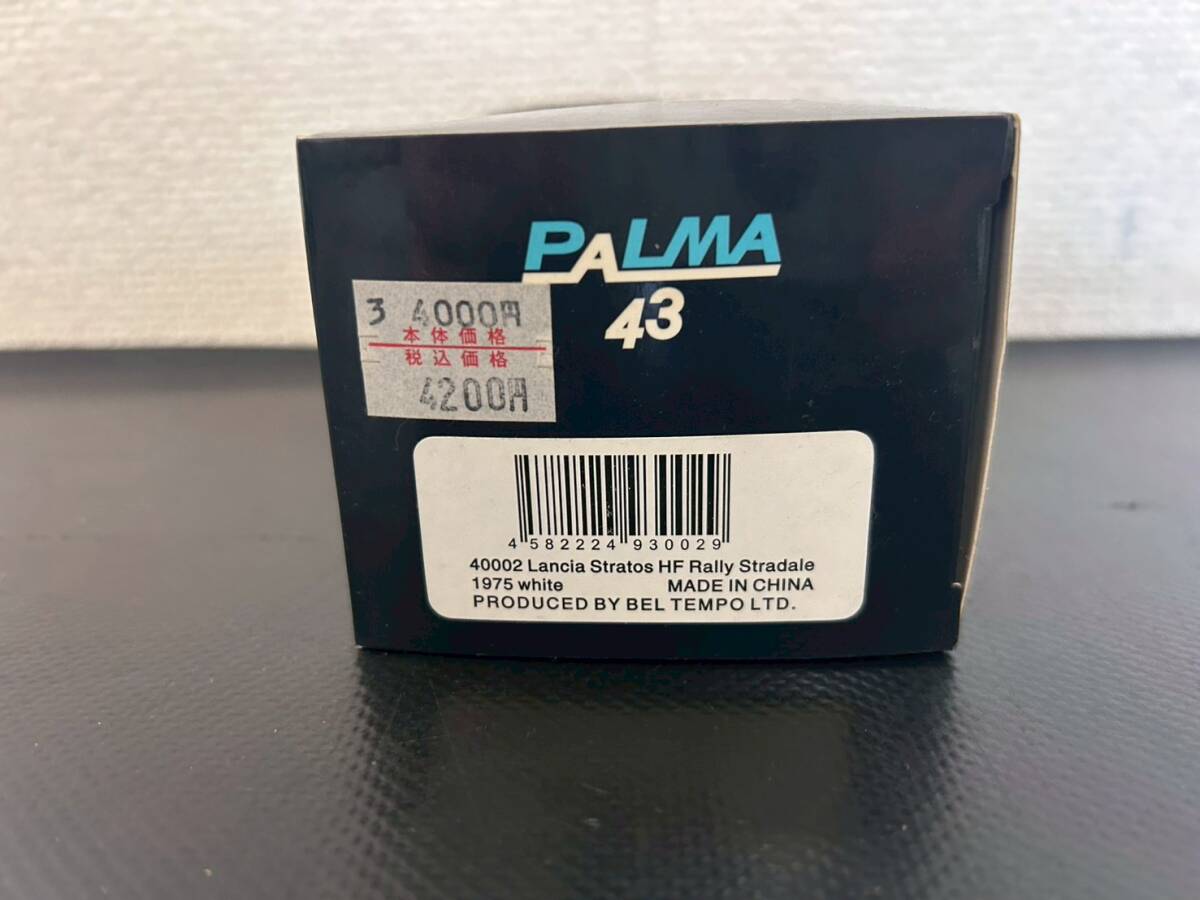 PALMA
43
3 4000円
本体価格
税込価格
4200円
4 582224 930029
40002 Lancia Stratos HF Rally Stradale
1975 white MADE IN CHINA
PRODUCED BY BEL TEMPO LTD.